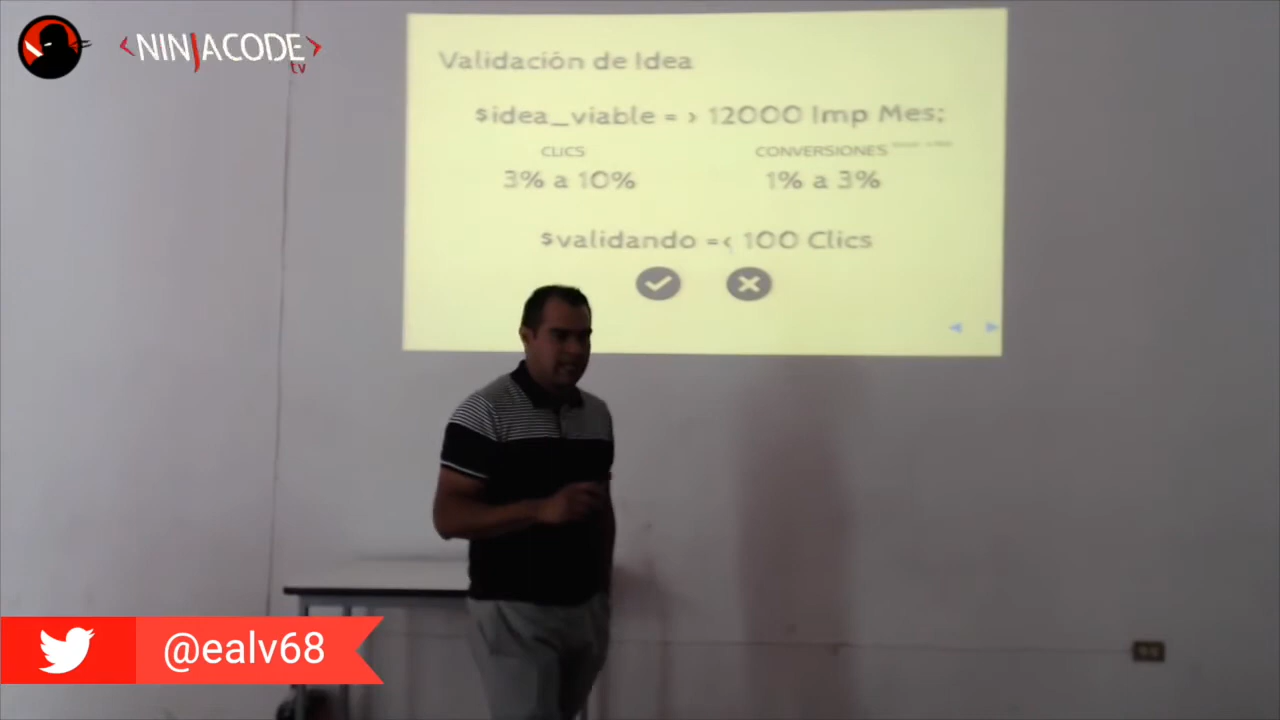 <NINJACODE>
tv
Validación de Idea
$idea_viable = > 12000 Imp Mes;
CLICS
CONVERSIONES
3% a 10%
1% a 3%
$validando =< 100 Clics
@ealv68